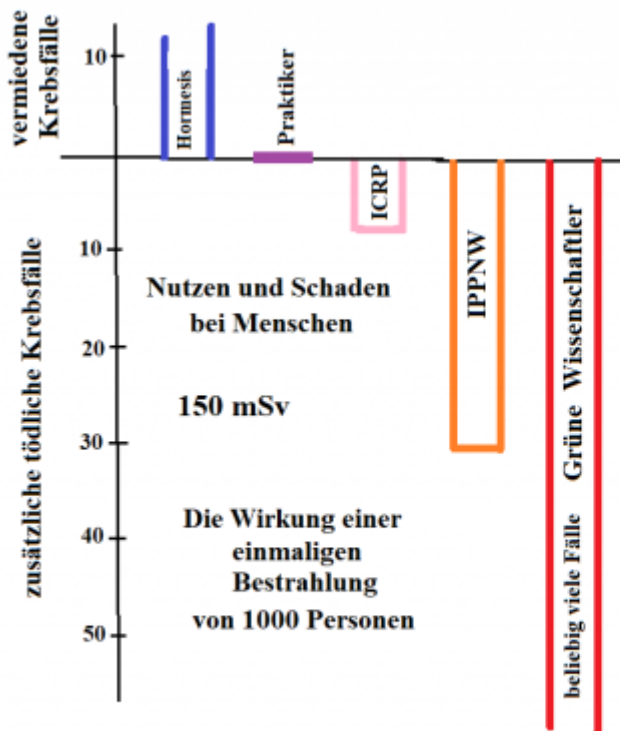 vermiedene
Krebsfälle
10
Hormesis
Praktiker
ICRP
IPPNW
Grüne Wissenschaftler
beliebig viele Fälle
zusätzliche tödliche Krebsfälle
10
20
30
40
50
Nutzen und Schaden
bei Menschen
150 mSv
Die Wirkung einer
einmaligen
Bestrahlung
von 1000 Personen